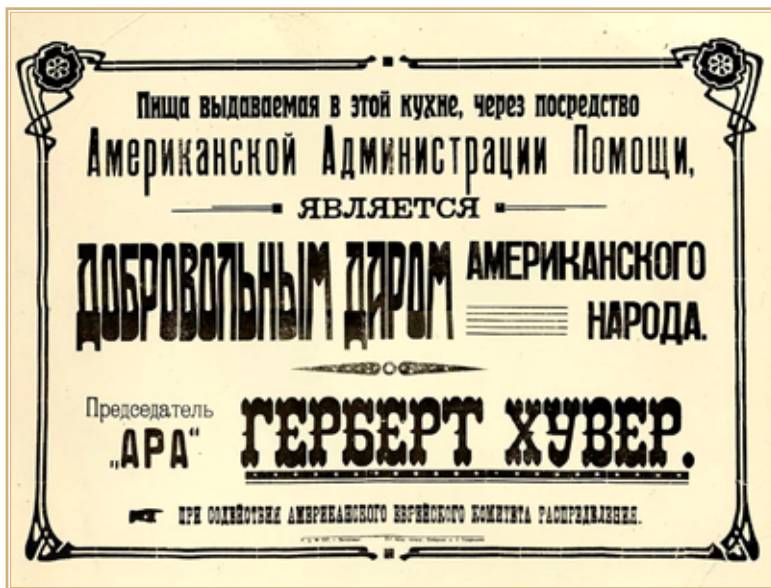 Пища выдаваемая в этой кухне, через посредство
Американской Администрации Помощи,
ЯВЛЯЕТСЯ
ДОБРОВОЛЬНЫМ ДАРОМ АМЕРИКАНСКОГО
НАРОДА.
Председатель
„АРА“
ГЕРБЕРТ ХУВЕР.
ПРИ СОДЕЙСТВИЯ АМЕРИКАНСКОГО ЕВРЕЙСКОГО КОМИТЕТА РАСПРЕДЕЛЕНИЯ.